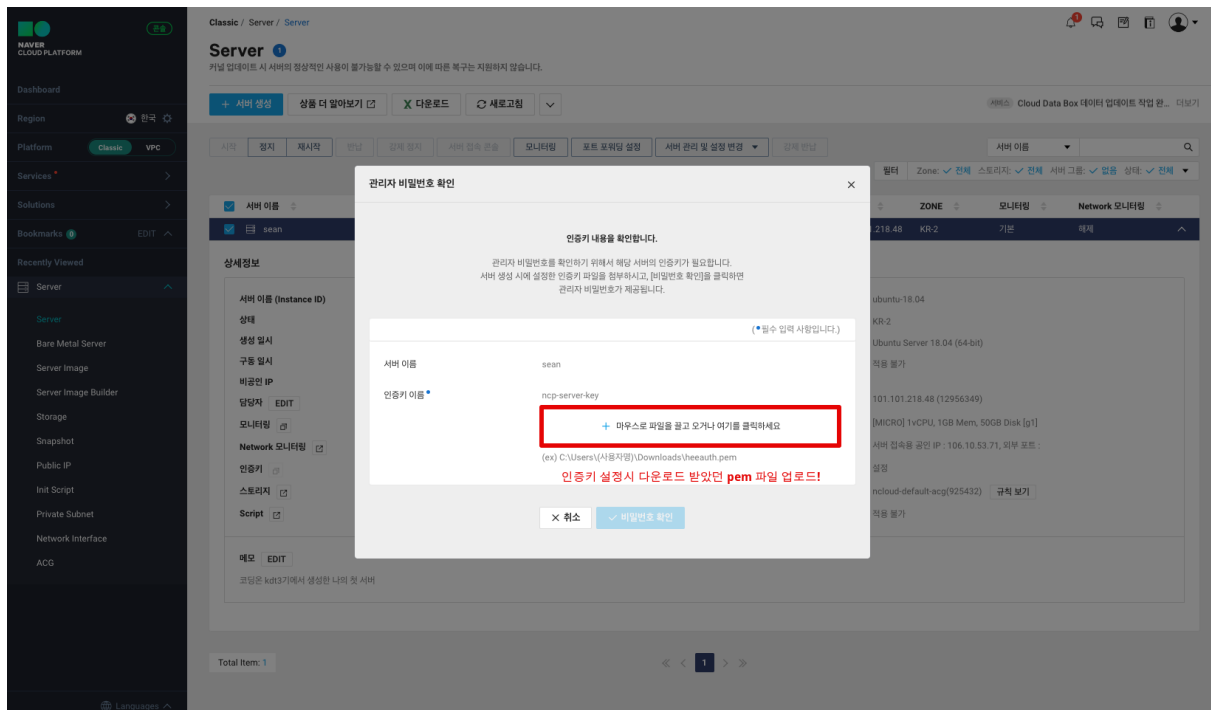 NAVER
CLOUD PLATFORM
콘솔
Dashboard
Region
한국
Platform
Classic
VPC
Services
Solutions
Bookmarks 0
EDIT
Recently Viewed
Server
Server
Bare Metal Server
Server Image
Server Image Builder
Storage
Snapshot
Public IP
Init Script
Private Subnet
Network Interface
ACG
Languages
Classic / Server / Server
Server
커널 업데이트 시 서버의 정상적인 사용이 불가능할 수 있으며 이에 따른 복구는 지원하지 않습니다.
+ 서버 생성
상품 더 알아보기
X 다운로드
새로고침
서비스 Cloud Data Box 데이터 업데이트 작업 완... 더보기
시작 정지 재시작 반납 강제 정지 서버 접속 콘솔 모니터링 포트 포워딩 설정 서버 관리 및 설정 변경 강제 반납
서버 이름
필터 Zone: 전체 스토리지: 전체 서버 그룹: 없음 상태: 전체
서버 이름 ZONE 모니터링 Network 모니터링
sean .218.48 KR-2 기본 해제
상세정보
서버 이름 (Instance ID)
상태
생성 일시
구동 일시
비공인 IP
담당자 EDIT
모니터링
Network 모니터링
인증키
스토리지
Script
ubuntu-18.04
KR-2
Ubuntu Server 18.04 (64-bit)
적용 불가
101.101.218.48 (12956349)
[MICRO] 1vCPU, 1GB Mem, 50GB Disk [g1]
서버 접속용 공인 IP : 106.10.53.71, 외부 포트 :
설정
ncloud-default-acg(925432) 규칙 보기
적용 불가
메모 EDIT
코딩온 kdt3기에서 생성한 나의 첫 서버
Total Item: 1
1
관리자 비밀번호 확인
인증키 내용을 확인합니다.
관리자 비밀번호를 확인하기 위해서 해당 서버의 인증키가 필요합니다.
서버 생성 시에 설정한 인증키 파일을 첨부하시고, [비밀번호 확인]을 클릭하면
관리자 비밀번호가 제공됩니다.
(•필수 입력 사항입니다.)
서버 이름 sean
인증키 이름 • ncp-server-key
+ 마우스로 파일을 끌고 오거나 여기를 클릭하세요
(ex) C:\Users\(사용자명)\Downloads\heeauth.pem
인증키 설정시 다운로드 받았던 pem 파일 업로드!
취소
비밀번호 확인